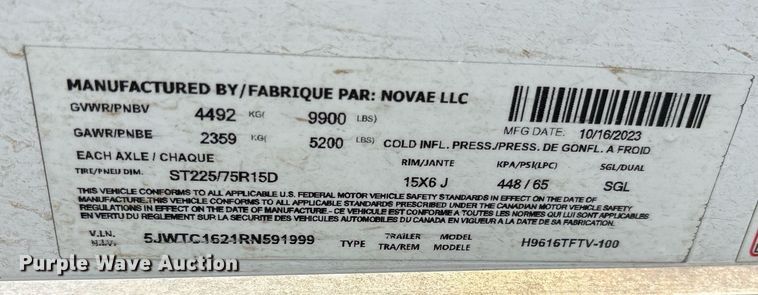 MANUFACTURED BY/FABRIQUE PAR: NOVAE LLC
GVWR/PNBV 4492 KG( 9900 LBS)
MFG DATE: 10/16/2023
GAWR/PNBE 2359 KG( 5200 LBS) COLD INFL. PRESS./PRESS. DE GONFL. A FROID
EACH AXLE / CHAQUE RIM/JANTE KPA/PSI(LPC) SGL/DUAL
TIRE/PNEU DIM. ST225/75R15D 15X6 J 448 / 65 SGL
THIS VEHICLE CONFORMS TO ALL APPLICABLE U.S. FEDERAL MOTOR VEHICLE SAFETY STANDARDS IN EFFECT ON THE DATE OF
MANUFACTURE. THIS VEHICLE CONFORMS TO ALL APPLICABLE STANDARDS PRESCRIBED UNDER THE CANADIAN MOTOR VEHICLE SAFETY
REGULATIONS IN EFFECT ON THE DATE OF MANUFACTURE.- CE VEHICULE EST CONFORME A TOUTES LES NORMES QUI LUI SONT APPLICABLE
EN VERTU DU REGLEMENT SUR LA SECURITE DES VEHICULES AUTOMOBILES DU CANADA EN VIGUEUR A LA DATE DE SA FABRICATION.
V.I.N. TRAILER MODEL
N.I.V. 5JWTC1621RN591999 TYPE TRA/REM MODELE H9616TFTV-100
Purple Wave Auction